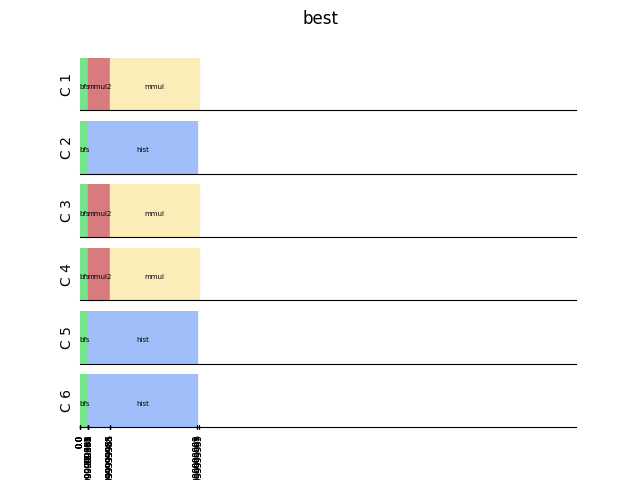 best
C 1
bfs mmul2 mmul
C 2
bfs hist
C 3
bfs mmul2 mmul
C 4
bfs mmul2 mmul
C 5
bfs hist
C 6
bfs hist
0.0